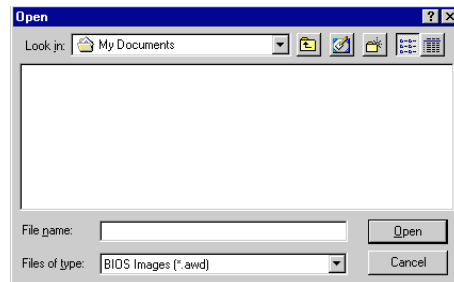 Open
Look in: My Documents
File name:
Open
Files of type: BIOS Images (*.awd)
Cancel